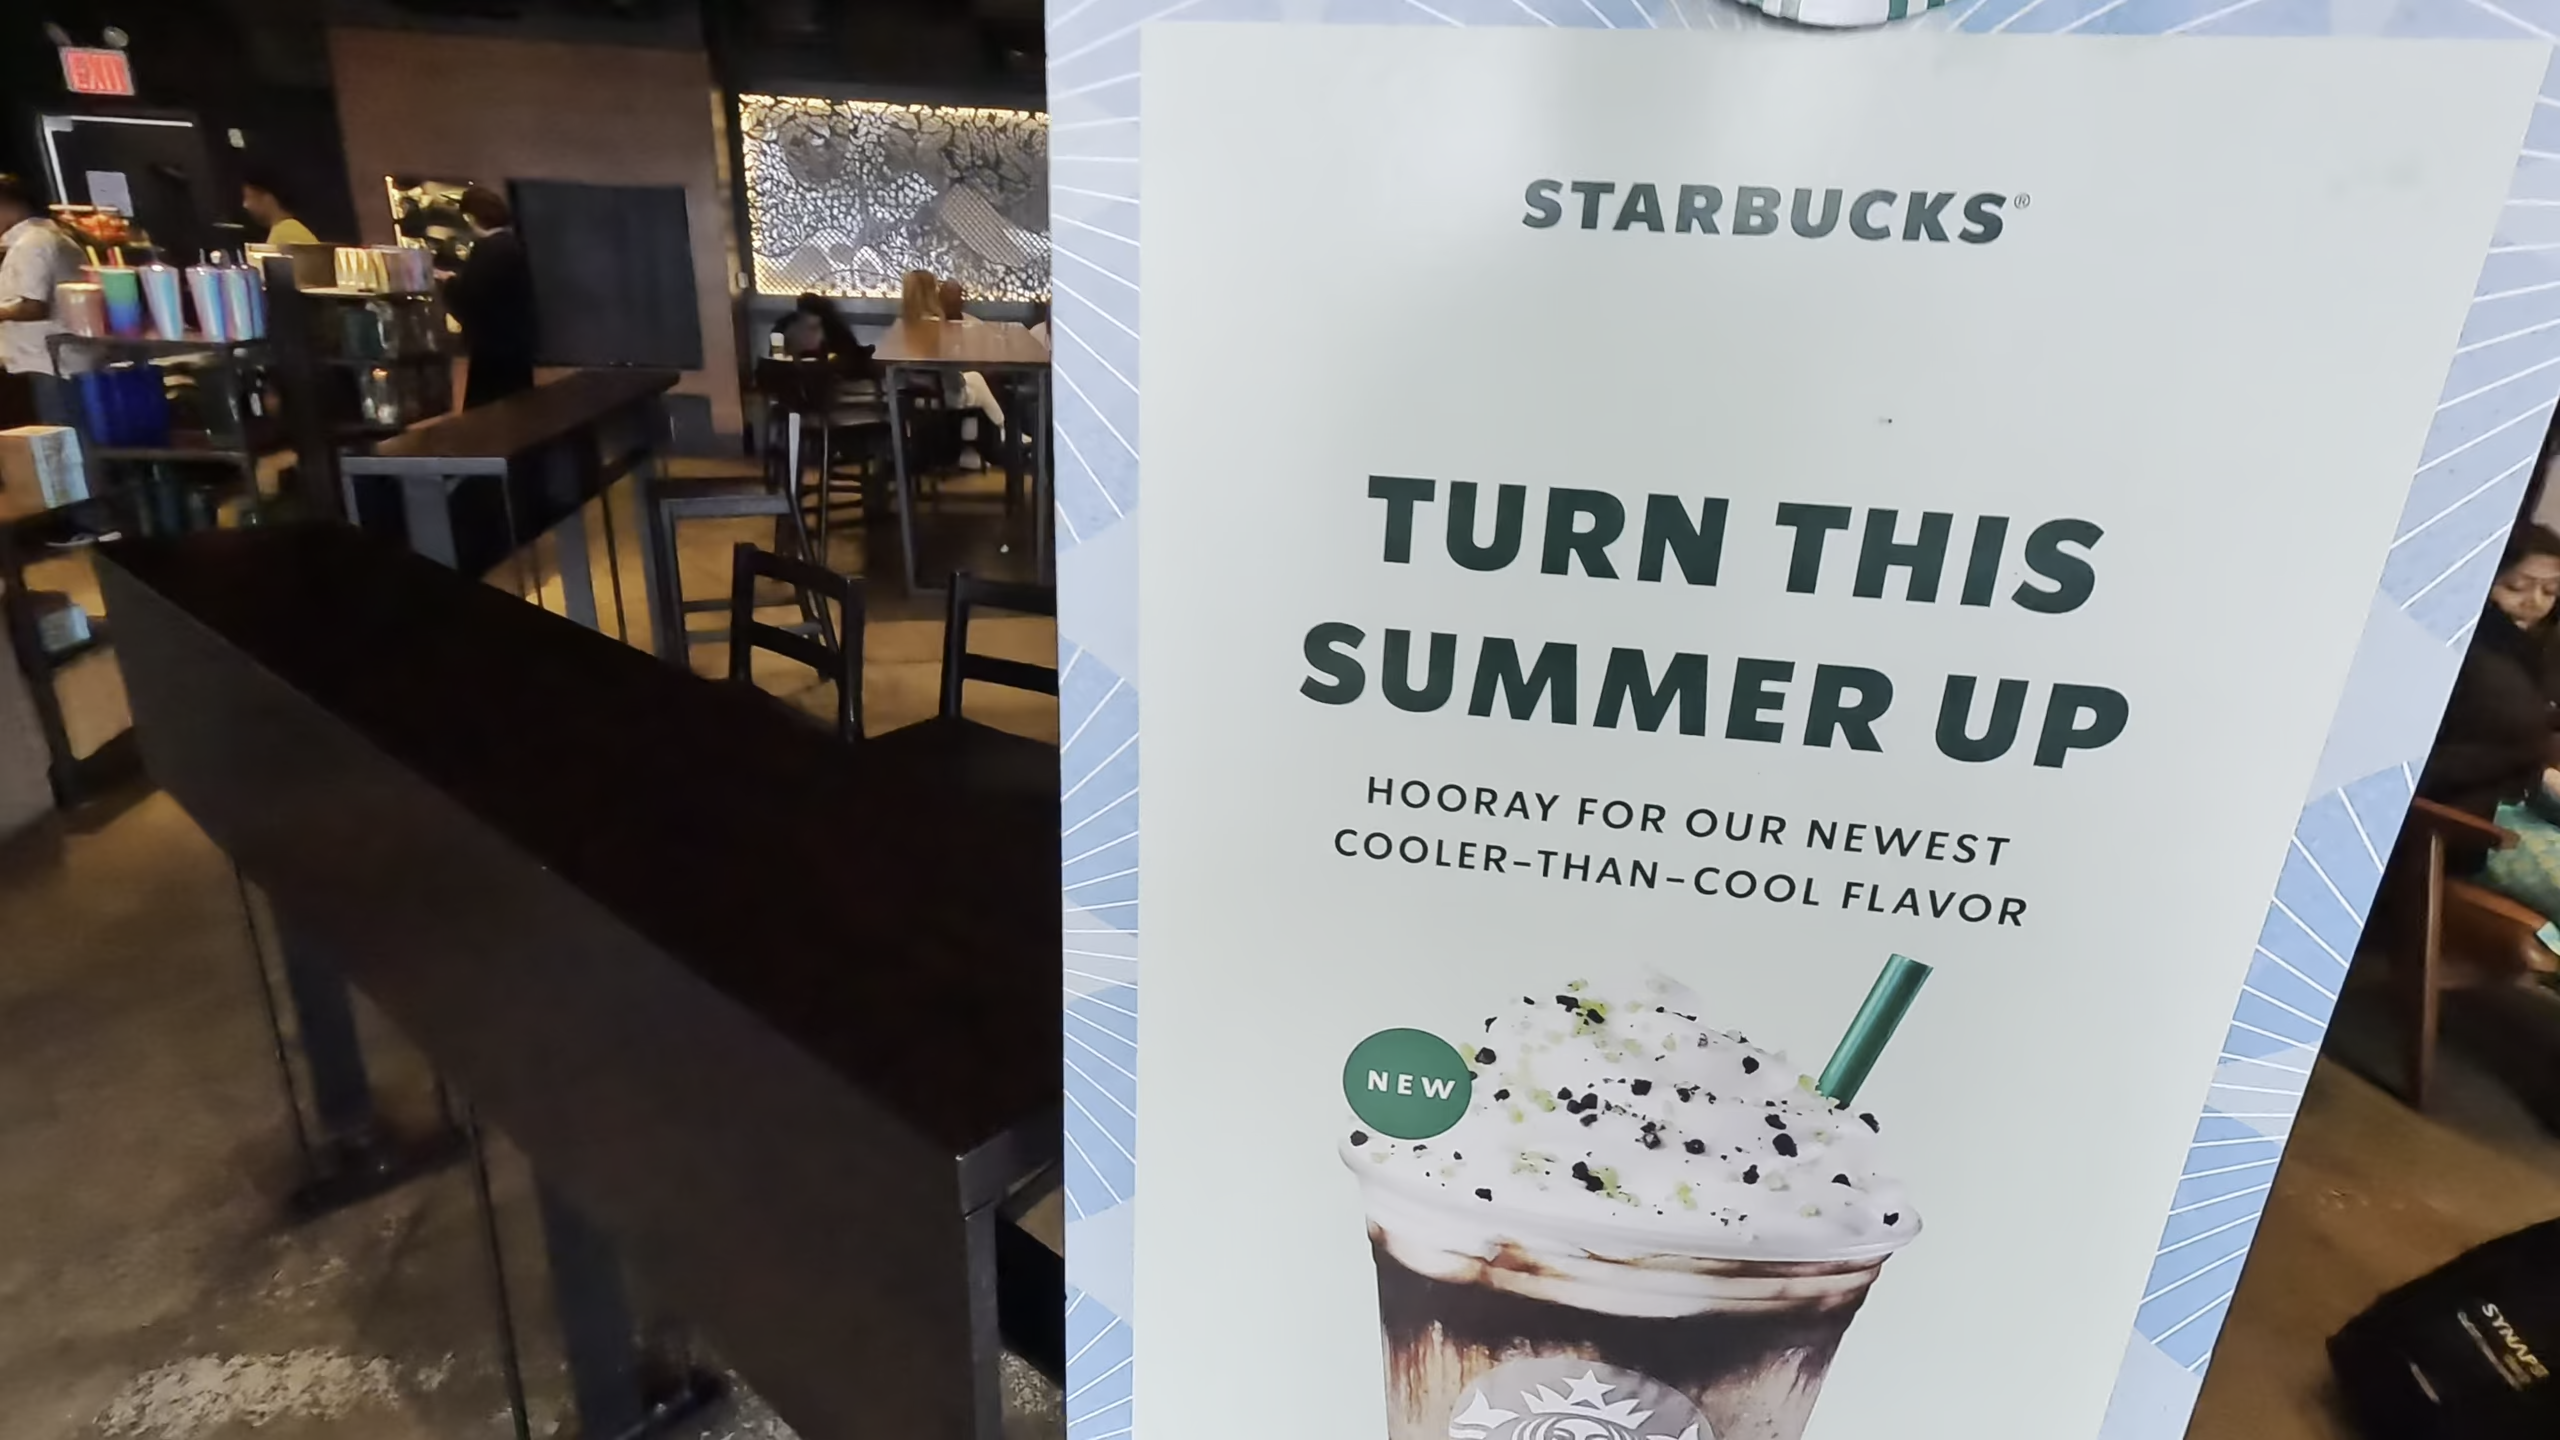 EXIT
STARBUCKS®
TURN THIS
SUMMER UP
HOORAY FOR OUR NEWEST
COOLER-THAN-COOL FLAVOR
NEW